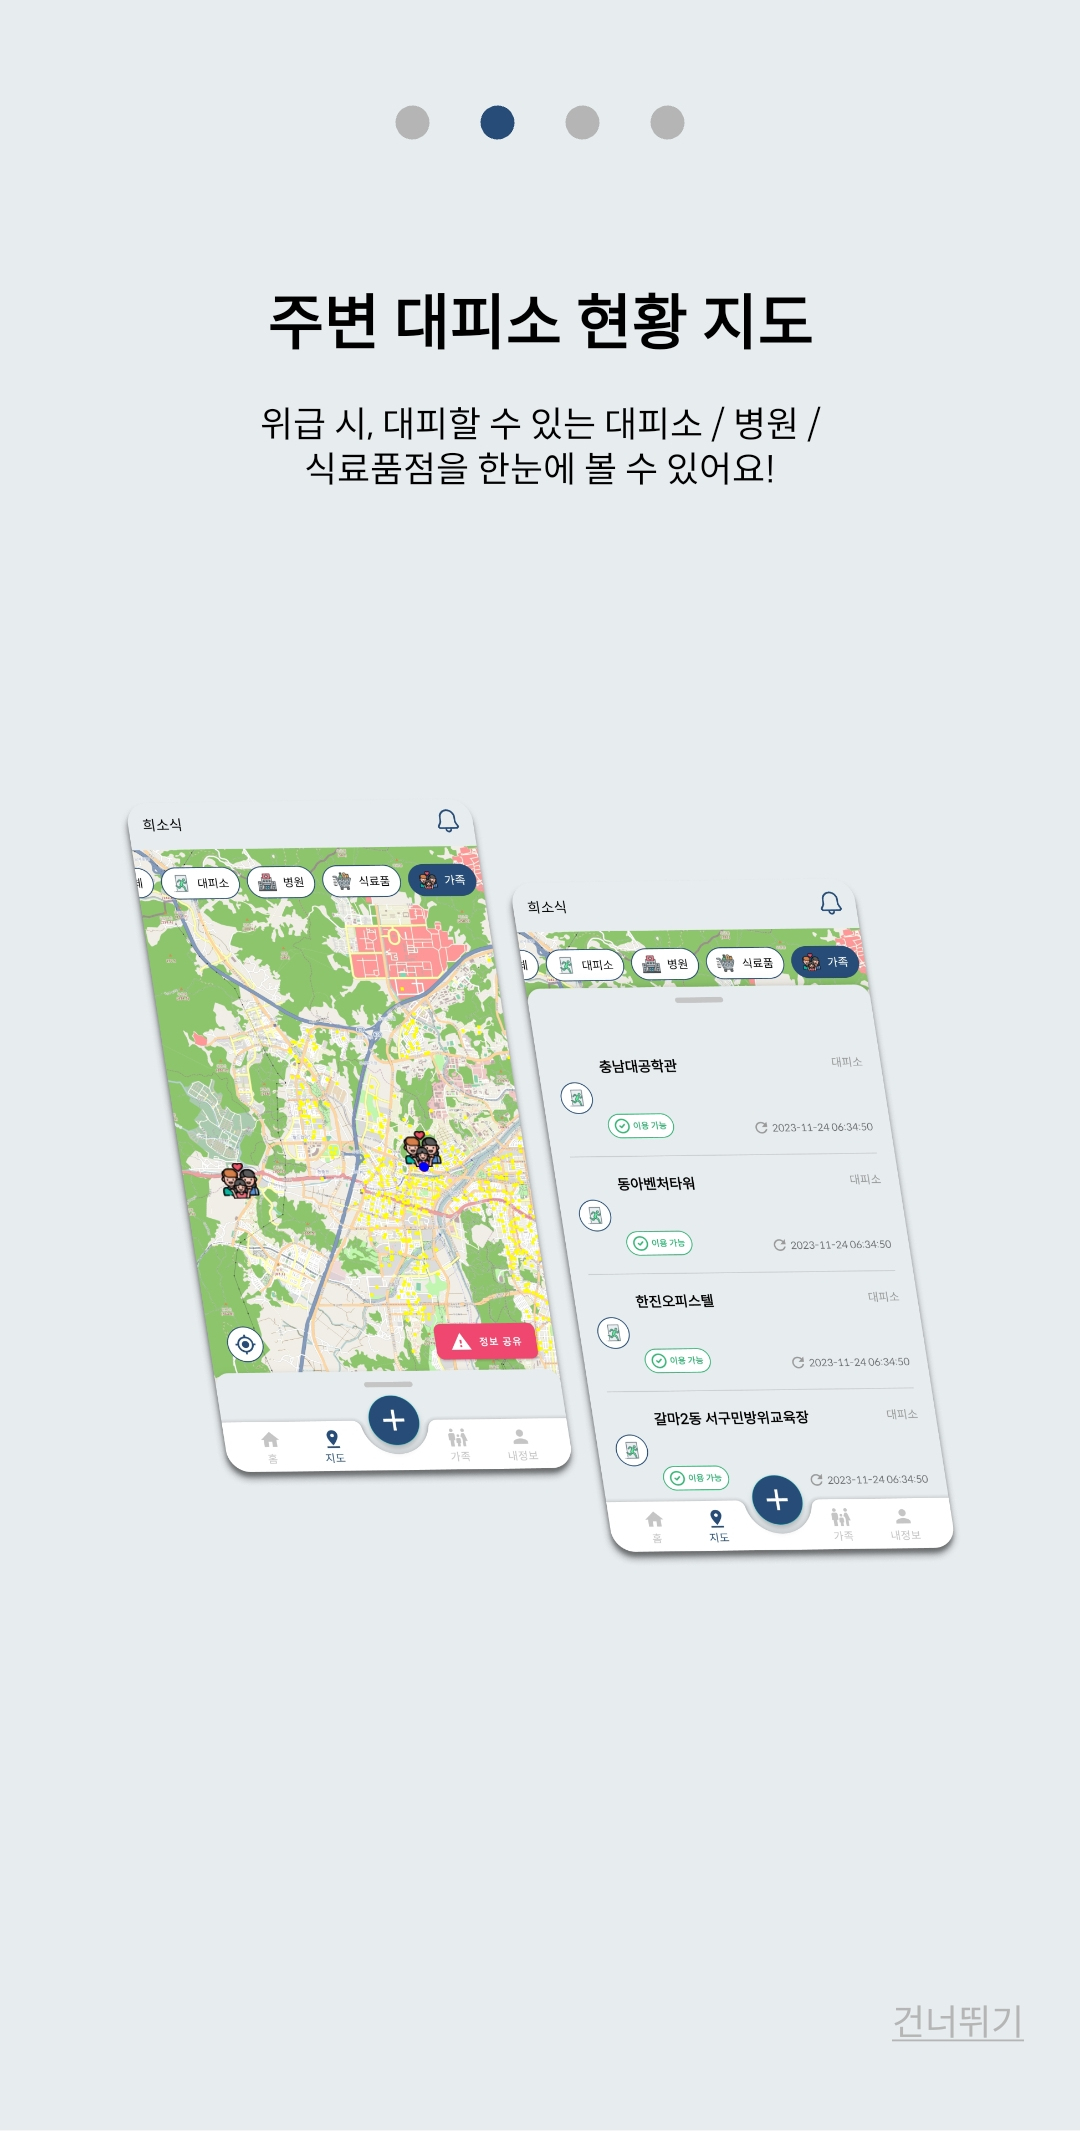 주변 대피소 현황 지도
위급 시, 대피할 수 있는 대피소 / 병원 /
식료품점을 한눈에 볼 수 있어요!
희소식
대피소
병원
식료품
가족
정보 공유
홈
지도
가족
내정보
희소식
대피소
병원
식료품
가족
충남대공학관
대피소
이용 가능
2023-11-24 06:34:50
동아벤처타워
대피소
이용 가능
2023-11-24 06:34:50
한진오피스텔
대피소
이용 가능
2023-11-24 06:34:50
갈마2동 서구민방위교육장
대피소
이용 가능
2023-11-24 06:34:50
홈
지도
가족
내정보
건너뛰기